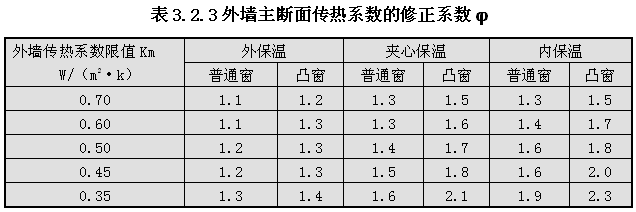 表3.2.3外墙主断面传热系数的修正系数φ
外墙传热系数限值Km 外保温 夹心保温 内保温
W/（m²·k） 普通窗 凸窗 普通窗 凸窗 普通窗 凸窗
0.70 1.1 1.2 1.3 1.5 1.3 1.5
0.60 1.1 1.3 1.3 1.6 1.4 1.7
0.50 1.2 1.3 1.4 1.7 1.6 1.8
0.45 1.2 1.3 1.5 1.8 1.6 2.0
0.35 1.3 1.4 1.6 2.1 1.9 2.3